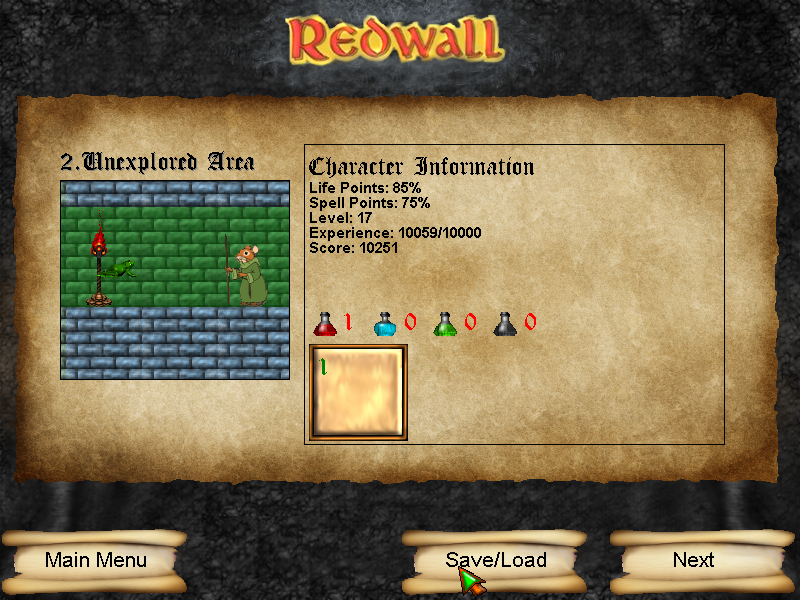 Redwall
2.Unexplored Area
Character Information
Life Points: 85%
Spell Points: 75%
Level: 17
Experience: 10059/10000
Score: 10251
1 0 0 0
1
Main Menu
Save/Load
Next